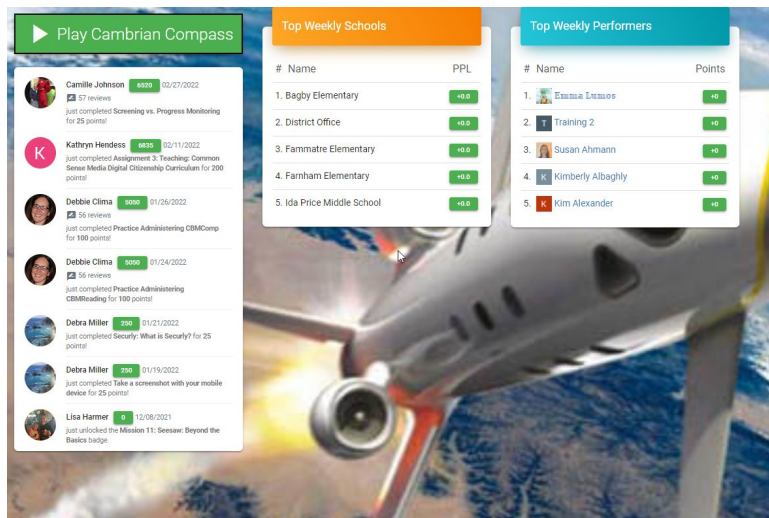 Play Cambrian Compass
Camille Johnson 6520 02/27/2022
57 reviews
just completed Screening vs. Progress Monitoring
for 25 points!
K
Kathryn Hendess 6835 02/11/2022
just completed Assignment 3: Teaching: Common
Sense Media Digital Citizenship Curriculum for 200
points!
Debbie Clima 5050 01/26/2022
56 reviews
just completed Practice Administering CBMComp
for 100 points!
Debbie Clima 5050 01/24/2022
56 reviews
just completed Practice Administering
CBMReading for 100 points!
Debra Miller 250 01/21/2022
just completed Securly: What is Securly? for 25
points!
Debra Miller 250 01/19/2022
just completed Take a screenshot with your mobile
device for 25 points!
Lisa Harmer 0 12/08/2021
just unlocked the Mission 11: Seesaw: Beyond the
Basics badge.
Top Weekly Schools
# Name PPL
1. Bagby Elementary +0.0
2. District Office +0.0
3. Fammatre Elementary +0.0
4. Farnham Elementary +0.0
5. Ida Price Middle School +0.0
Top Weekly Performers
# Name Points
1. Emma Lumos +0
2. T Training 2 +0
3. Susan Ahmann +0
4. K Kimberly Albaghly +0
5. K Kim Alexander +0